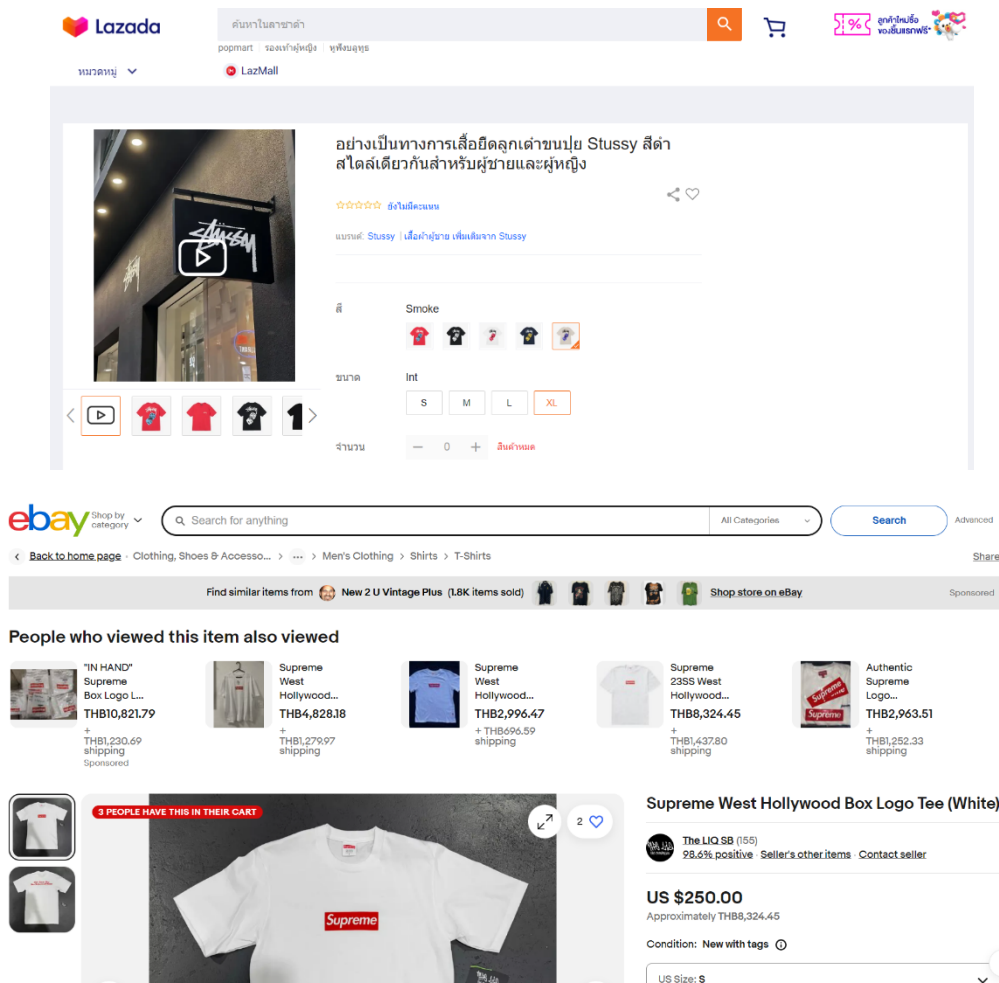 Lazada
ค้นหาในลาซาด้า
popmart | รองเท้าผู้หญิง | หูฟังบลูทูธ
% ลูกค้าใหม่ซื้อ
ของชิ้นแรกฟรี*
หมวดหมู่
LazMall
STÜSSY
อย่างเป็นทางการเสื้อยืดลูกเต๋าขนปุย Stussy สีดำ
สไตล์เดียวกันสำหรับผู้ชายและผู้หญิง
ยังไม่มีคะแนน
แบรนด์: Stussy | เสื้อผ้าผู้ชาย เพิ่มเติมจาก Stussy
สี Smoke
ขนาด Int
S M L XL
จำนวน − 0 + สินค้าหมด
ebay Shop by
category
Search for anything
All Categories
Search
Advanced
Back to home page · Clothing, Shoes & Accesso... > ... > Men's Clothing > Shirts > T-Shirts
Share
Find similar items from New 2 U Vintage Plus (1.8K items sold) Shop store on eBay Sponsored
People who viewed this item also viewed
"IN HAND"
Supreme
Box Logo L...
THB10,821.79
+
THB1,230.69
shipping
Sponsored
Supreme
West
Hollywood...
THB4,828.18
+
THB1,279.97
shipping
Supreme
West
Hollywood...
THB2,996.47
+ THB696.59
shipping
Supreme
23SS West
Hollywood...
THB8,324.45
+
THB1,437.80
shipping
Supreme
Supreme
Authentic
Supreme
Logo...
THB2,963.51
+
THB1,252.33
shipping
3 PEOPLE HAVE THIS IN THEIR CART
2
Supreme
Supreme West Hollywood Box Logo Tee (White)
The LIQ SB (155)
98.6% positive · Seller's other items · Contact seller
US $250.00
Approximately THB8,324.45
Condition: New with tags
US Size: S